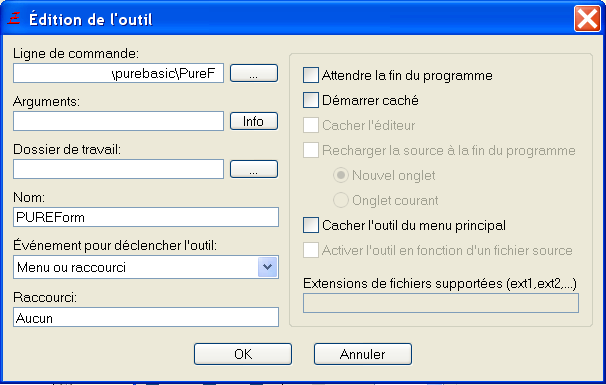 Édition de l'outil
Ligne de commande:
\purebasic\PureF
...
Arguments:
Info
Dossier de travail:
...
Nom:
PUREForm
Événement pour déclencher l'outil:
Menu ou raccourci
Raccourci:
Aucun
Attendre la fin du programme
Démarrer caché
Cacher l'éditeur
Recharger la source à la fin du programme
Nouvel onglet
Onglet courant
Cacher l'outil du menu principal
Activer l'outil en fonction d'un fichier source
Extensions de fichiers supportées (ext1,ext2,...)
OK
Annuler